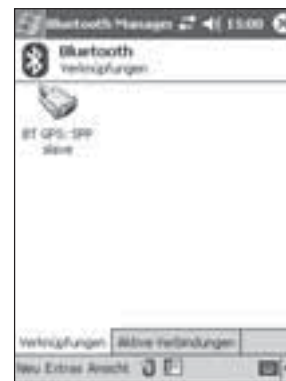 Bluetooth Manager 15:00
Bluetooth
Verknüpfungen
BT GPS: SPP
slave
Verknüpfungen Aktive Verbindungen
Neu Extras Ansicht